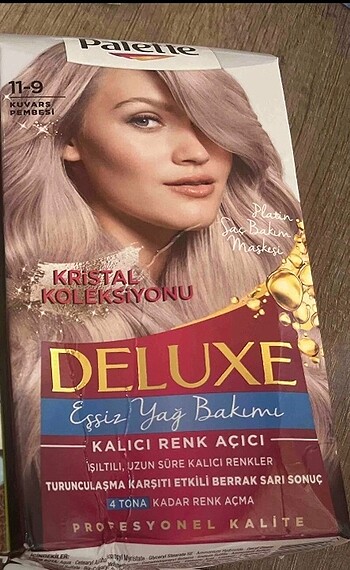 Palette
11-9
KUVARS
PEMBESİ
Platin
Saç Bakım
Maskesi
KRİSTAL
KOLEKSİYONU
DELUXE
Eşsiz Yağ Bakımı
KALICI RENK AÇICI
IŞILTILI, UZUN SÜRE KALICI RENKLER
TURUNCULAŞMA KARŞITI ETKİLİ BERRAK SARI SONUÇ
4 TONA KADAR RENK AÇMA
PROFESYONEL KALİTE